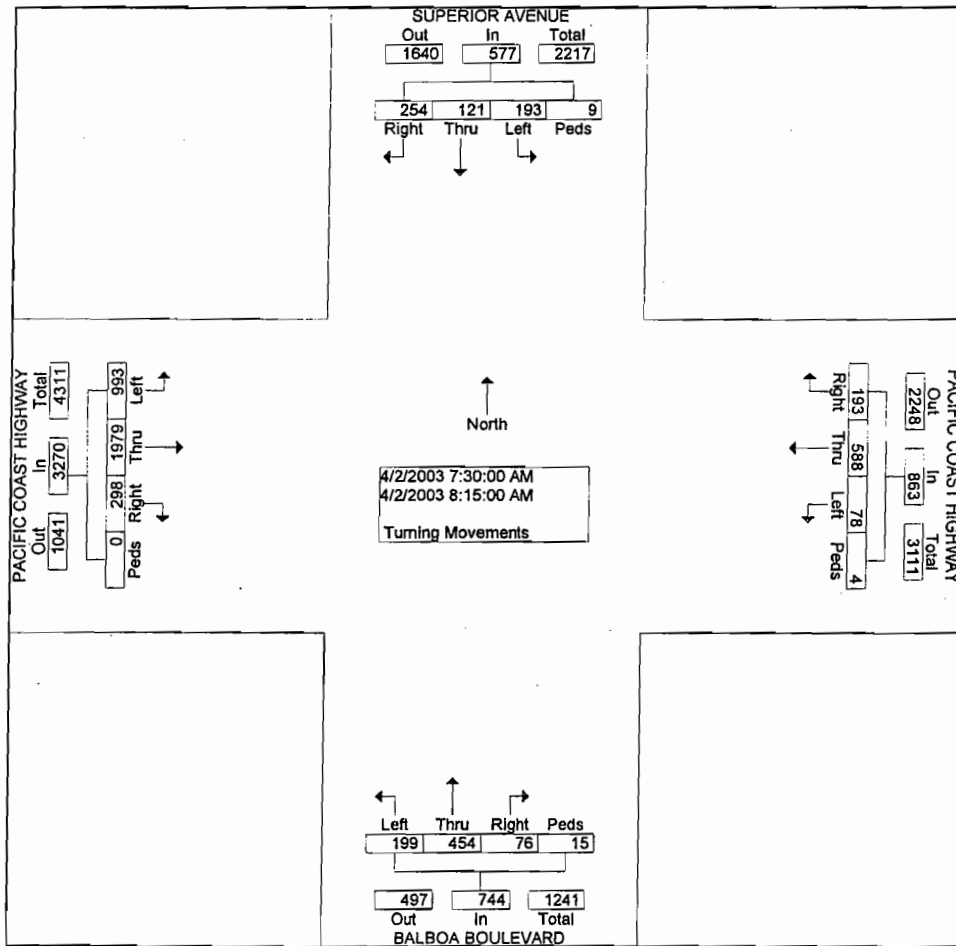 SUPERIOR AVENUE
Out In Total
1640 577 2217
254 121 193 9
Right Thru Left Peds
PACIFIC COAST HIGHWAY
Total In Out
4311 3270 1041
993 1979 298 0
Left Thru Right Peds
North
4/2/2003 7:30:00 AM
4/2/2003 8:15:00 AM
Turning Movements
Right Thru Left Peds
193 588 78 4
2248 863 3111
Out In Total
PACIFIC COAST HIGHWAY
Left Thru Right Peds
199 454 76 15
497 744 1241
Out In Total
BALBOA BOULEVARD